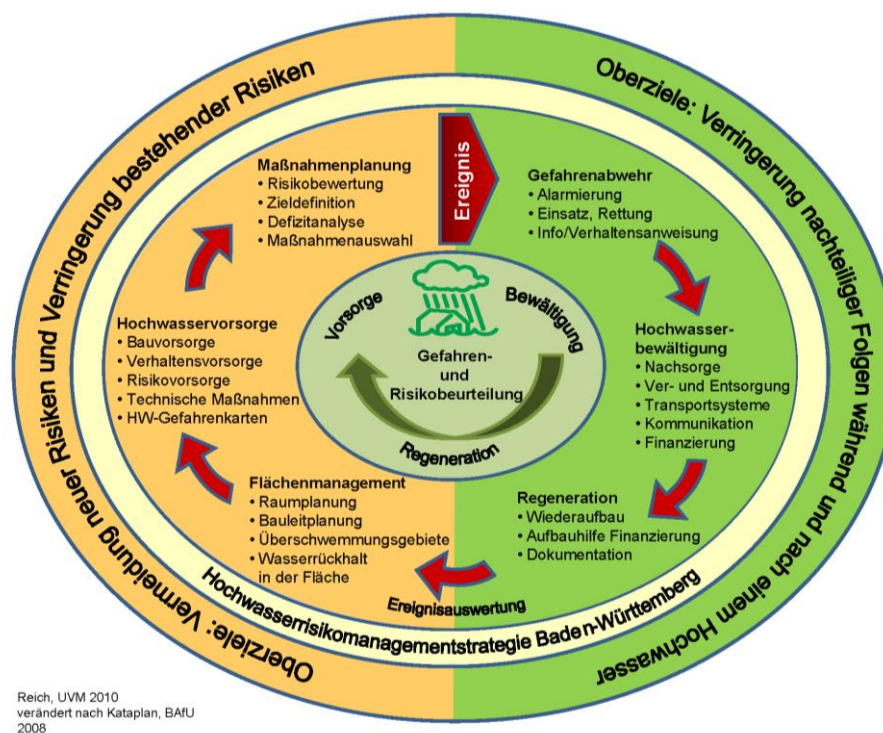 Oberziele: Vermeidung neuer Risiken und Verringerung bestehender Risiken
Oberziele: Verringerung nachteiliger Folgen während und nach einem Hochwasser
Hochwasserrisikomanagementstrategie Baden-Württemberg
Ereignis
Gefahrenabwehr
• Alarmierung
• Einsatz, Rettung
• Info/Verhaltensanweisung
Hochwasser-
bewältigung
• Nachsorge
• Ver- und Entsorgung
• Transportsysteme
• Kommunikation
• Finanzierung
Regeneration
• Wiederaufbau
• Aufbauhilfe Finanzierung
• Dokumentation
Ereignisauswertung
Flächenmanagement
• Raumplanung
• Bauleitplanung
• Überschwemmungsgebiete
• Wasserrückhalt
in der Fläche
Hochwasservorsorge
• Bauvorsorge
• Verhaltensvorsorge
• Risikovorsorge
• Technische Maßnahmen
• HW-Gefahrenkarten
Maßnahmenplanung
• Risikobewertung
• Zieldefinition
• Defizitanalyse
• Maßnahmenauswahl
Vorsorge
Bewältigung
Gefahren-
und
Risikobeurteilung
Regeneration
Reich, UVM 2010
verändert nach Kataplan, BAfU
2008